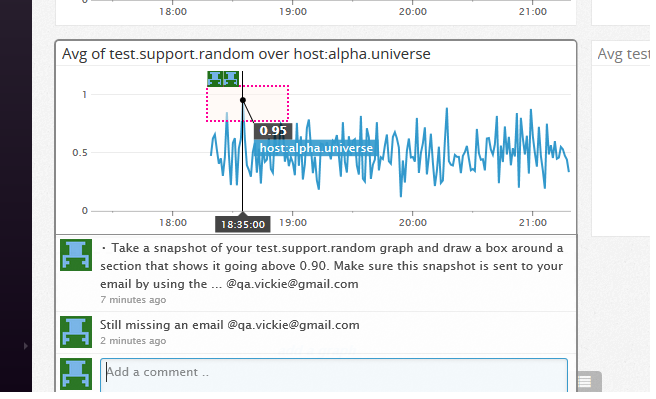 0
18:00 19:00 20:00 21:00
Avg of test.support.random over host:alpha.universe
Avg test
1
0.95
host:alpha.universe
0.5
0
18:00 19:00 20:00 21:00
18:35:00
• Take a snapshot of your test.support.random graph and draw a box around a
section that shows it going above 0.90. Make sure this snapshot is sent to your
email by using the ... @qa.vickie@gmail.com
7 minutes ago
Still missing an email @qa.vickie@gmail.com
2 minutes ago
Add a comment ..